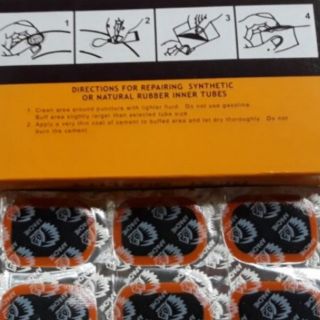 1
2
3
4
DIRECTIONS FOR REPAIRING SYNTHETIC
OR NATURAL RUBBER INNER TUBES
1. Clean area around puncture with lighter fluid. Do not use gasoline.
Buff area slightly larger than selected tube size
2. Apply a very thin coat of cement to buffed area and let dry thoroughly. Do not
burn the cement.